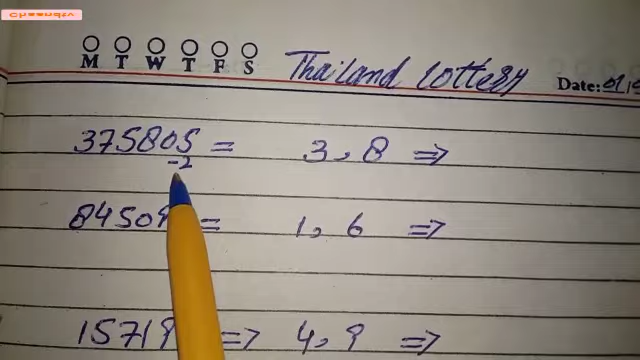 M T W T F S
Thailand Lottery
Date:
375805 = 3,8 ⇒
-2
84509 = 1,6 ⇒
15719 ⇒ 4,9 ⇒